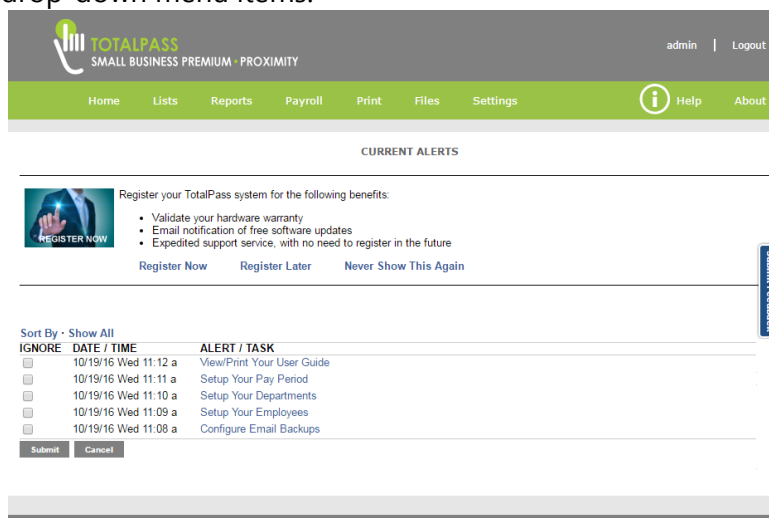 drop-down menu items.
TOTALPASS
SMALL BUSINESS PREMIUM • PROXIMITY
admin | Logout
Home Lists Reports Payroll Print Files Settings Help About
CURRENT ALERTS
Register your TotalPass system for the following benefits:
• Validate your hardware warranty
• Email notification of free software updates
• Expedited support service, with no need to register in the future
REGISTER NOW
Register Now Register Later Never Show This Again
Submit Feedback
Sort By • Show All
IGNORE DATE / TIME ALERT / TASK
10/19/16 Wed 11:12 a View/Print Your User Guide
10/19/16 Wed 11:11 a Setup Your Pay Period
10/19/16 Wed 11:10 a Setup Your Departments
10/19/16 Wed 11:09 a Setup Your Employees
10/19/16 Wed 11:08 a Configure Email Backups
Submit Cancel